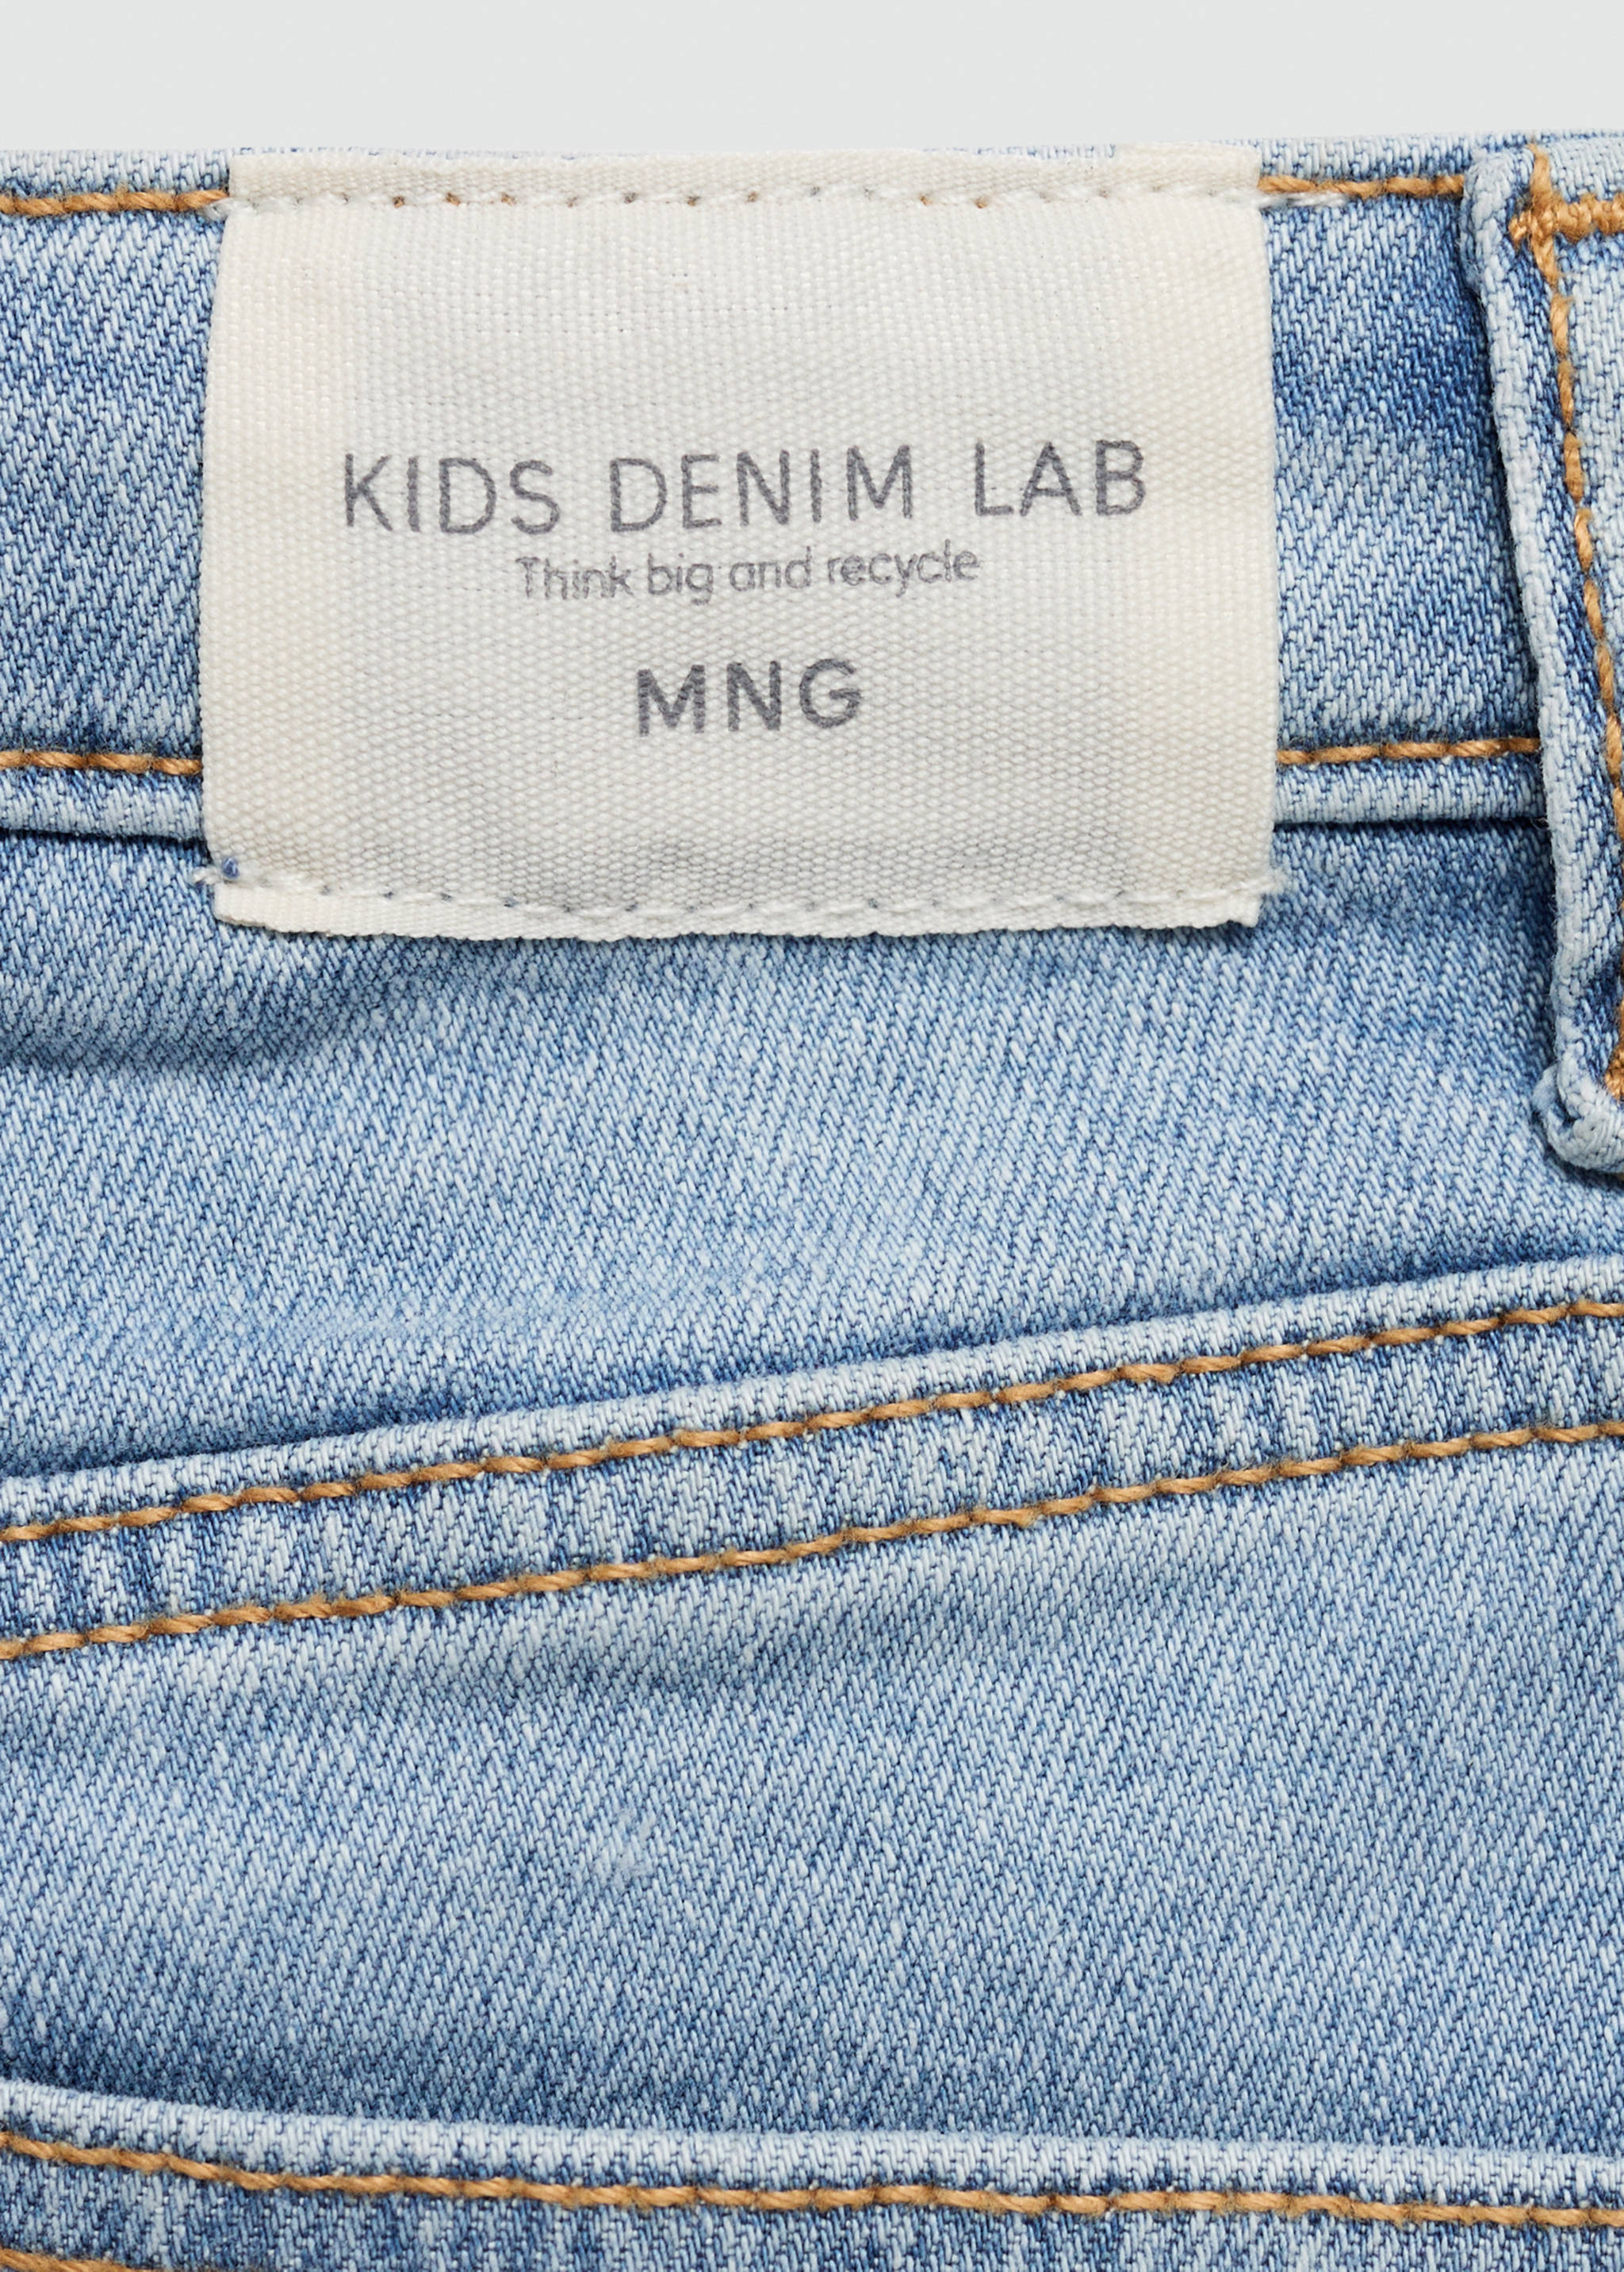 KIDS DENIM LAB
Think big and recycle
MNG